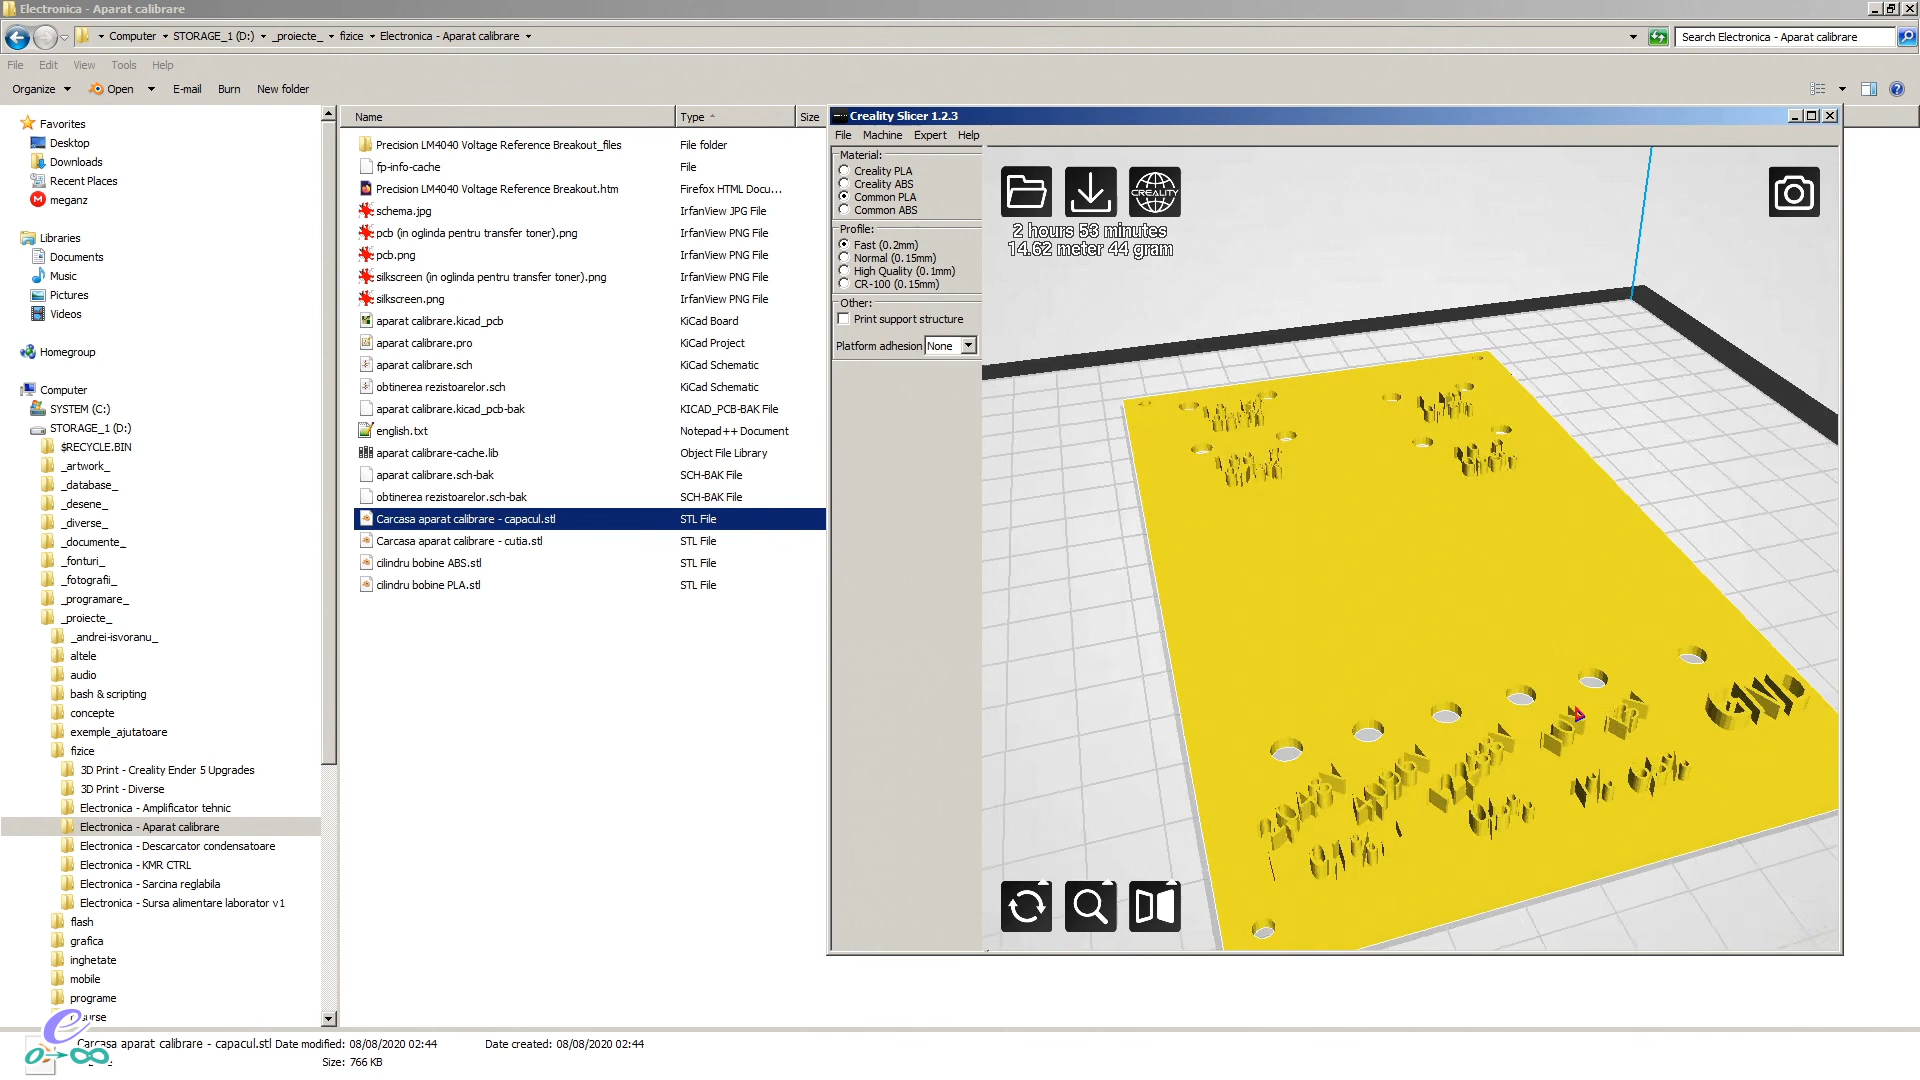 Electronica - Aparat calibrare
Computer STORAGE_1 (D:) _proiecte_ fizice Electronica - Aparat calibrare
Search Electronica - Aparat calibrare
File Edit View Tools Help
Organize Open E-mail Burn New folder
Favorites
Desktop
Downloads
Recent Places
meganz
Libraries
Documents
Music
Pictures
Videos
Homegroup
Computer
SYSTEM (C:)
STORAGE_1 (D:)
$RECYCLE.BIN
_artwork_
_database_
_desene_
_diverse_
_documente_
_fonturi_
_fotografii_
_programare_
_proiecte_
_andrei-isvoranu_
altele
audio
bash & scripting
concepte
exemple_ajutatoare
fizice
3D Print - Creality Ender 5 Upgrades
3D Print - Diverse
Electronica - Amplificator tehnic
Electronica - Aparat calibrare
Electronica - Descarcator condensatoare
Electronica - KMR CTRL
Electronica - Sarcina reglabila
Electronica - Sursa alimentare laborator v1
flash
grafica
inghetate
mobile
programe
Name Type Size
Precision LM4040 Voltage Reference Breakout_files File folder
fp-info-cache File
Precision LM4040 Voltage Reference Breakout.htm Firefox HTML Docu...
schema.jpg IrfanView JPG File
pcb (in oglinda pentru transfer toner).png IrfanView PNG File
pcb.png IrfanView PNG File
silkscreen (in oglinda pentru transfer toner).png IrfanView PNG File
silkscreen.png IrfanView PNG File
aparat calibrare.kicad_pcb KiCad Board
aparat calibrare.pro KiCad Project
aparat calibrare.sch KiCad Schematic
obtinerea rezistoarelor.sch KiCad Schematic
aparat calibrare.kicad_pcb-bak KICAD_PCB-BAK File
english.txt Notepad++ Document
aparat calibrare-cache.lib Object File Library
aparat calibrare.sch-bak SCH-BAK File
obtinerea rezistoarelor.sch-bak SCH-BAK File
Carcasa aparat calibrare - capacul.stl STL File
Carcasa aparat calibrare - cutia.stl STL File
cilindru bobine ABS.stl STL File
cilindru bobine PLA.stl STL File
Creality Slicer 1.2.3
File Machine Expert Help
Material:
Creality PLA
Creality ABS
Common PLA
Common ABS
Profile:
Fast (0.2mm)
Normal (0.15mm)
High Quality (0.1mm)
CR-100 (0.15mm)
Other:
Print support structure
Platform adhesion None
CREALITY
2 hours 53 minutes
14.62 meter 44 gram
GND
Carcasa aparat calibrare - capacul.stl Date modified: 08/08/2020 02:44 Date created: 08/08/2020 02:44
Size: 766 KB